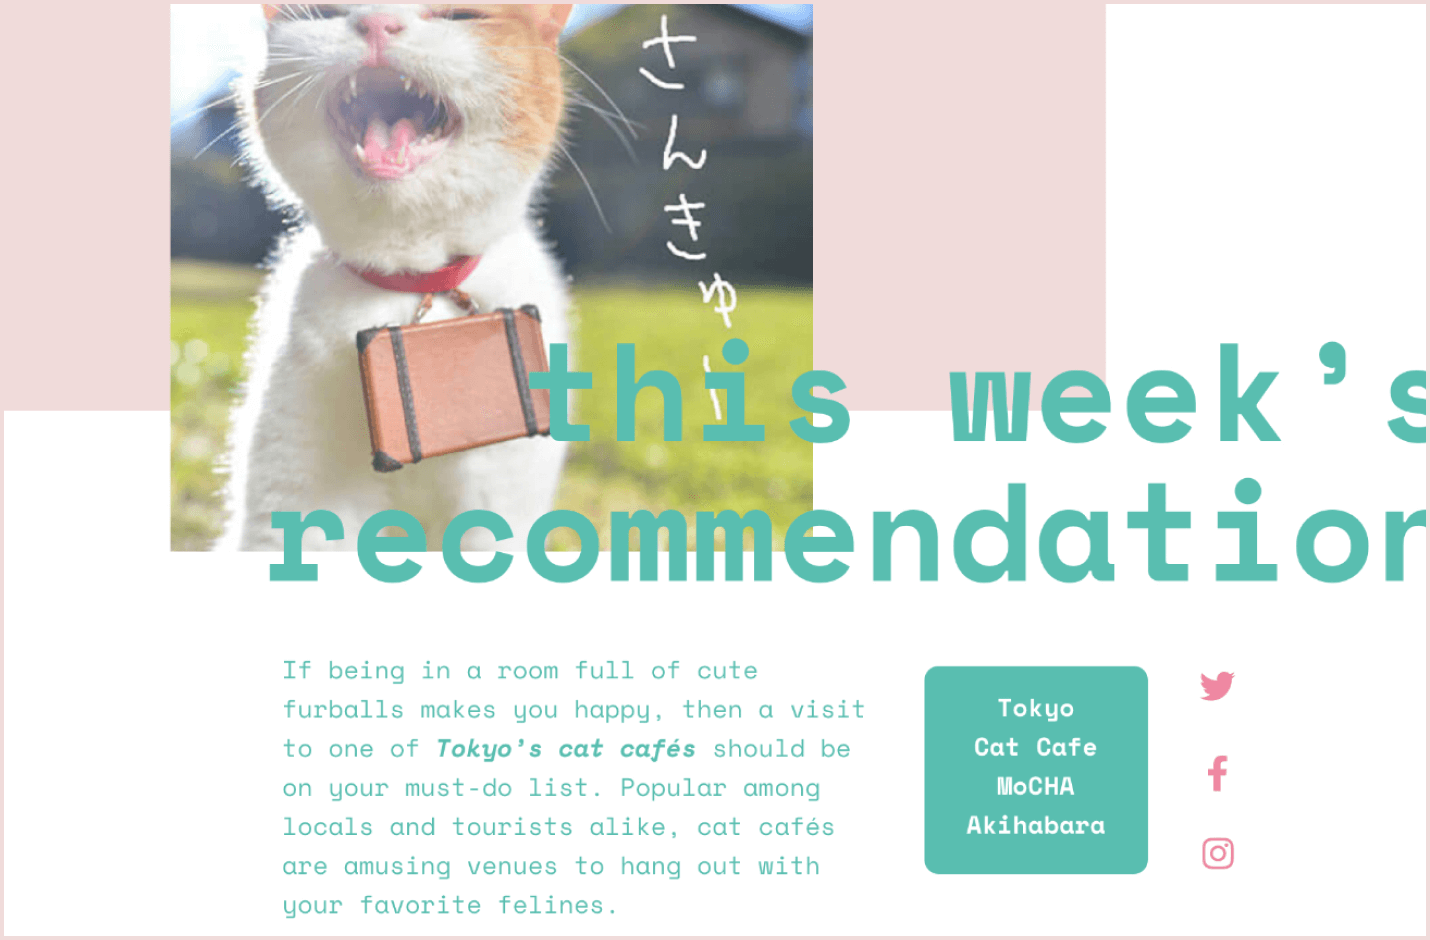 さんきゅー
this week's
recommendation
If being in a room full of cute
furballs makes you happy, then a visit
to one of Tokyo's cat cafés should be
on your must-do list. Popular among
locals and tourists alike, cat cafés
are amusing venues to hang out with
your favorite felines.
Tokyo
Cat Cafe
MoCHA
Akihabara